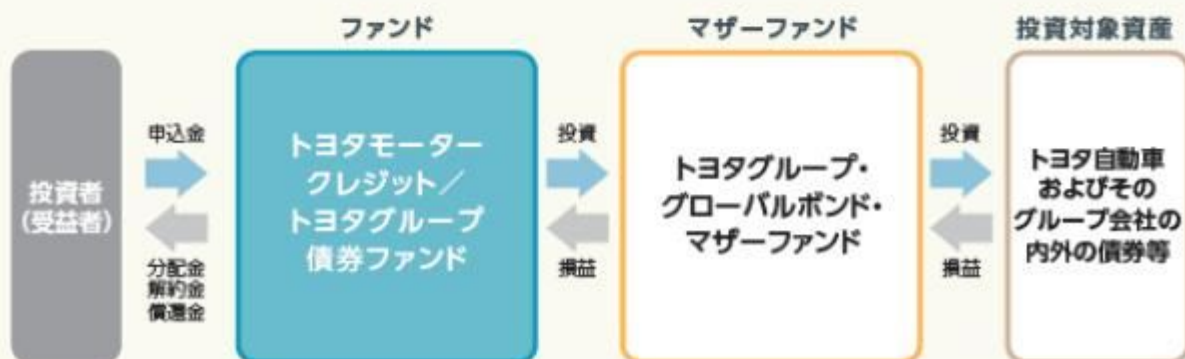 ファンド
マザーファンド
投資対象資産
投資者
(受益者)
申込金
分配金
解約金
償還金
トヨタモーター
クレジット／
トヨタグループ
債券ファンド
投資
損益
トヨタグループ・
グローバルボンド・
マザーファンド
投資
損益
トヨタ自動車
およびその
グループ会社の
内外の債券等